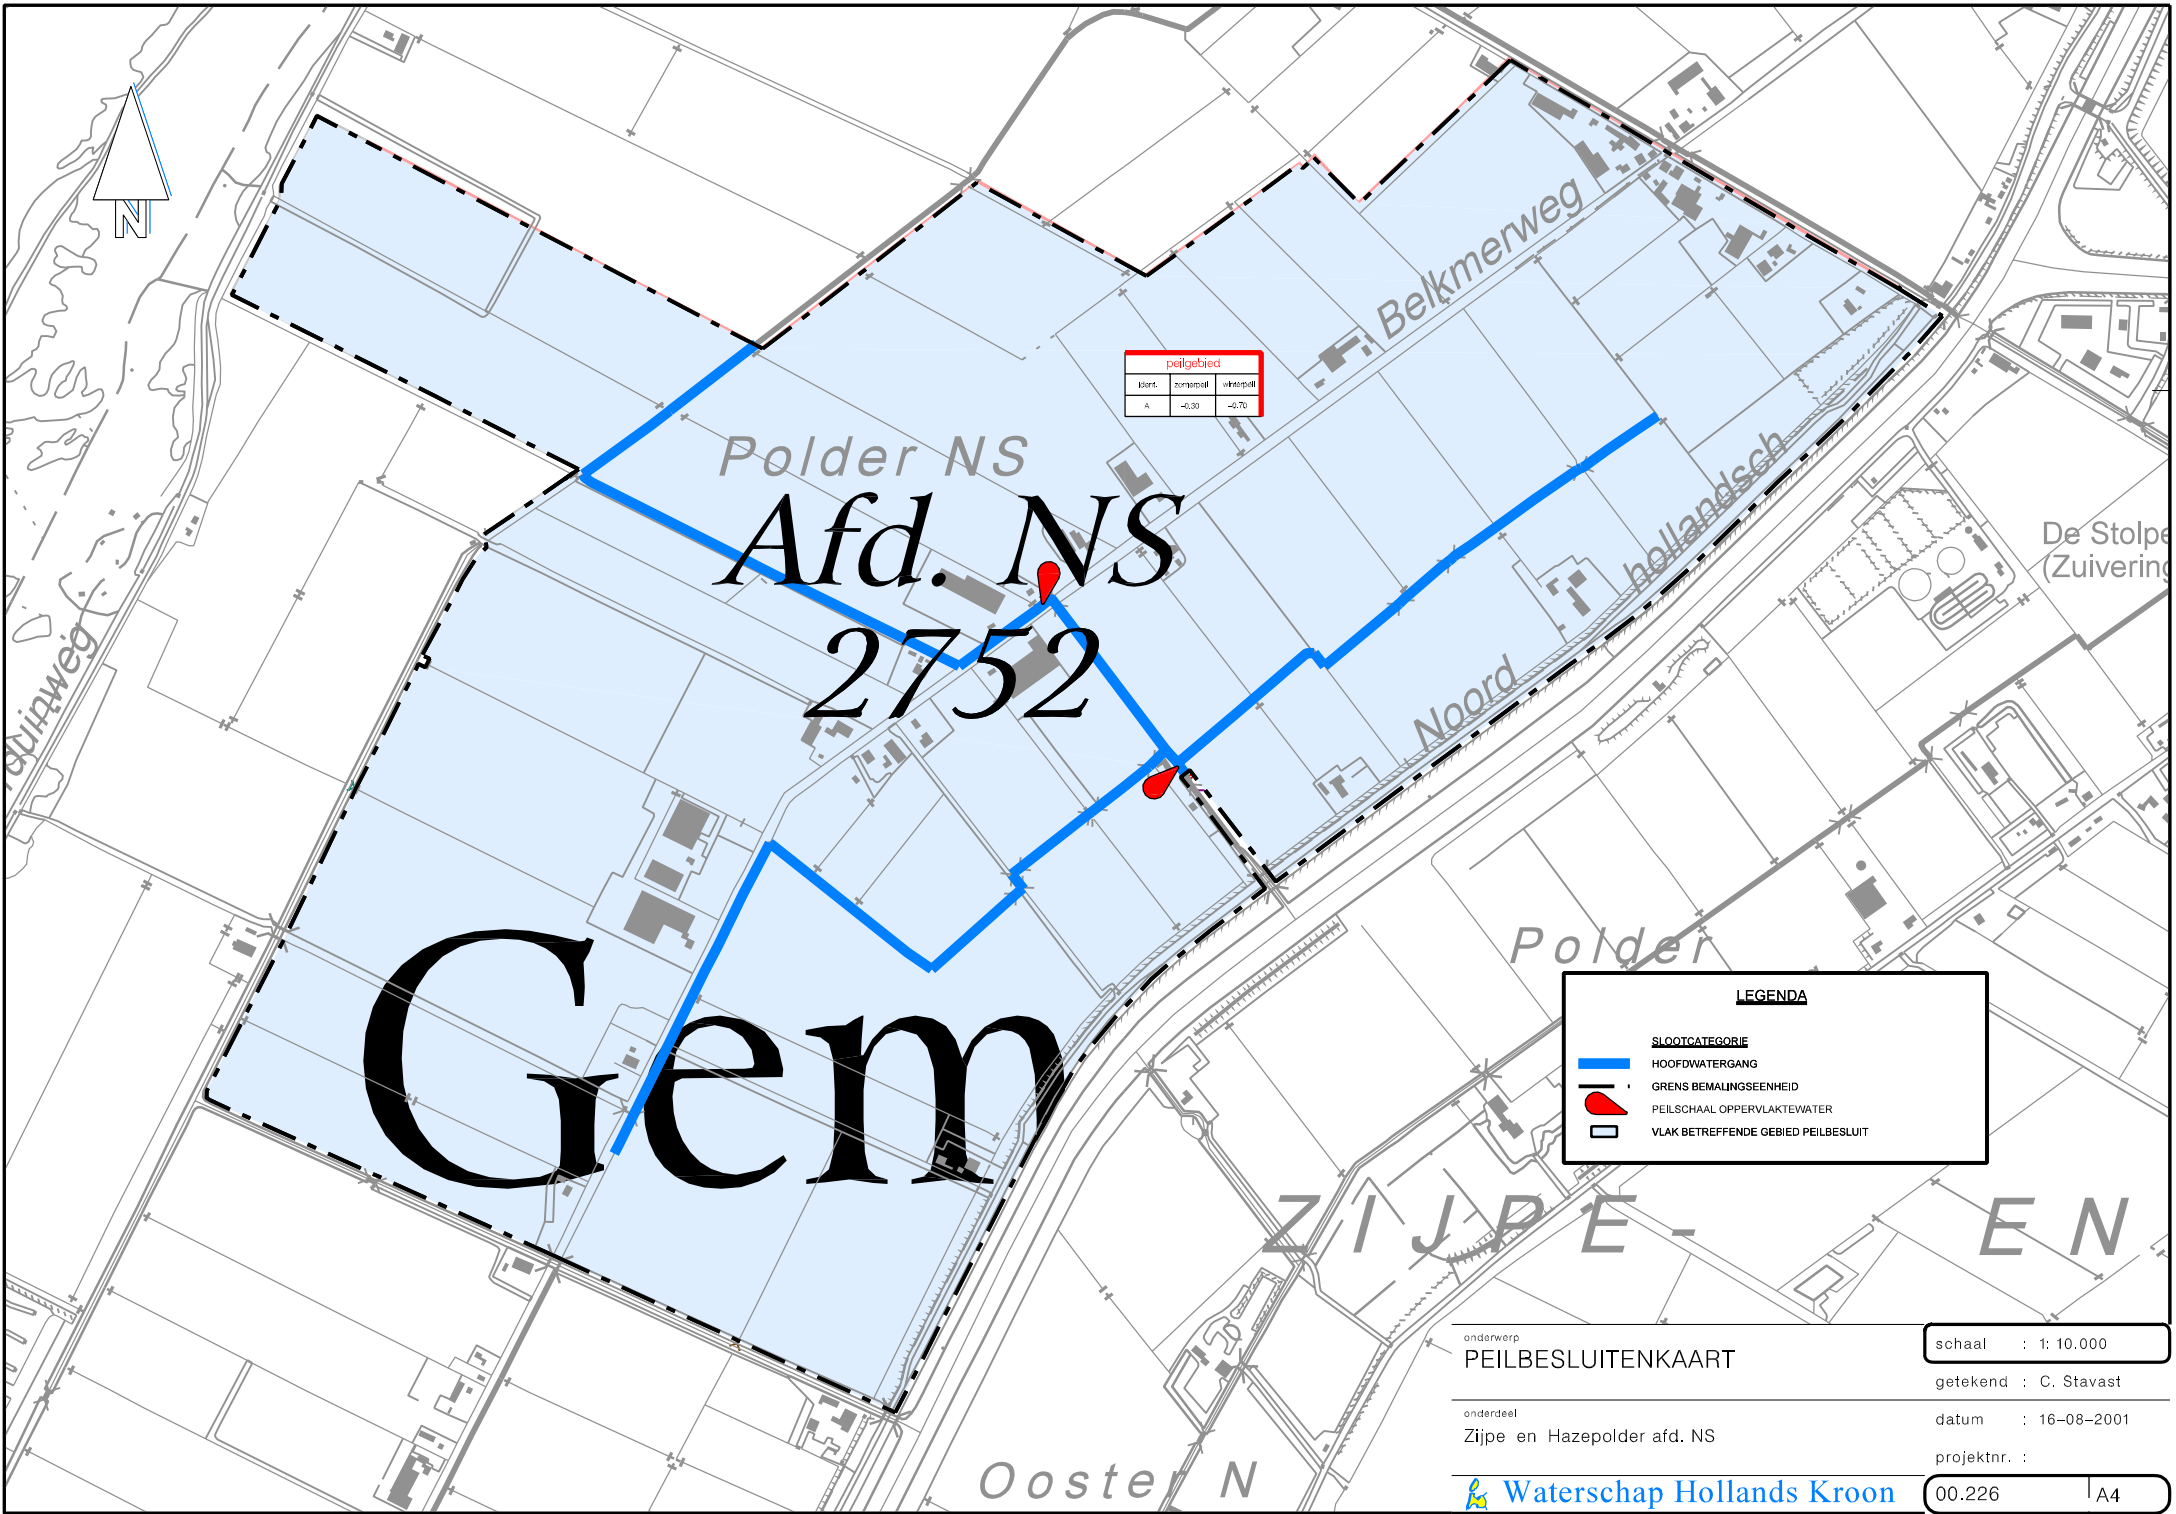 N
Belkmerweg
peilgebied
ident. zomerpeil winterpeil
A -0.30 -0.70
Polder NS
Afd. NS
2752
hollandsch
Noord
De Stolpe
(Zuivering
duinweg
Gem
Polder
LEGENDA
SLOOTCATEGORIE
HOOFDWATERGANG
GRENS BEMALINGSEENHEID
PEILSCHAAL OPPERVLAKTEWATER
VLAK BETREFFENDE GEBIED PEILBESLUIT
ZIJPE- EN
Ooster N
onderwerp
PEILBESLUITENKAART
onderdeel
Zijpe en Hazepolder afd. NS
Waterschap Hollands Kroon
schaal : 1: 10.000
getekend : C. Stavast
datum : 16-08-2001
projektnr. :
00.226 A4